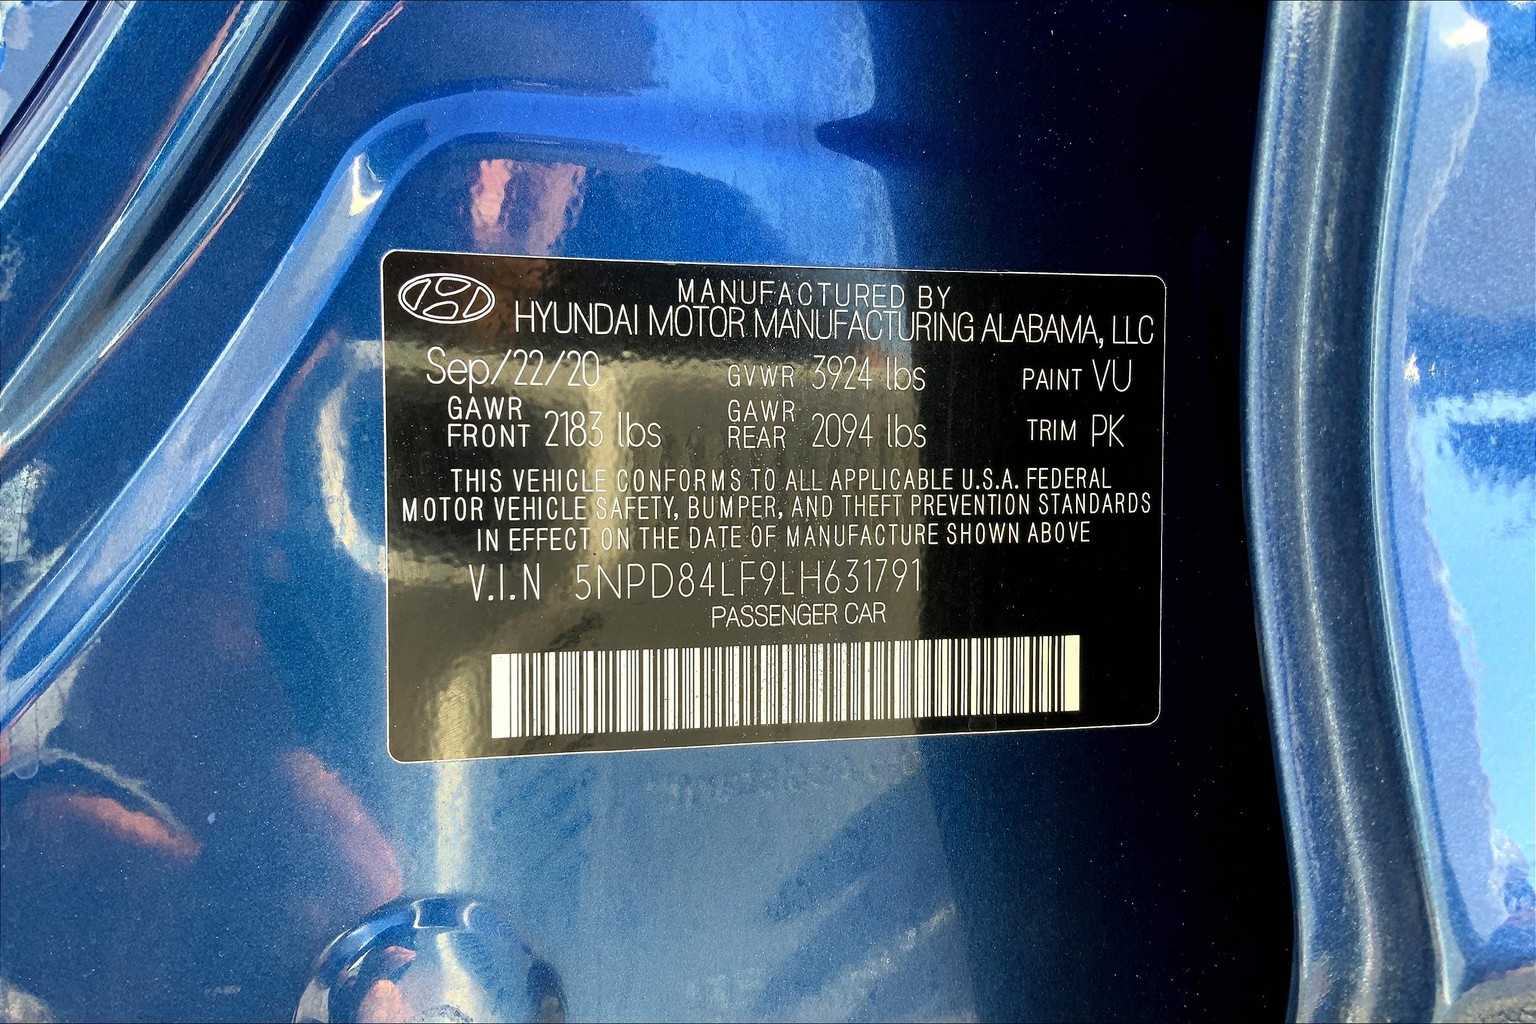 MANUFACTURED BY
HYUNDAI MOTOR MANUFACTURING ALABAMA, LLC
Sep/22/20 GVWR 3924 lbs PAINT VU
GAWR FRONT 2183 lbs GAWR REAR 2094 lbs TRIM PK
THIS VEHICLE CONFORMS TO ALL APPLICABLE U.S.A. FEDERAL
MOTOR VEHICLE SAFETY, BUMPER, AND THEFT PREVENTION STANDARDS
IN EFFECT ON THE DATE OF MANUFACTURE SHOWN ABOVE
V.I.N 5NPD84LF9LH631791
PASSENGER CAR